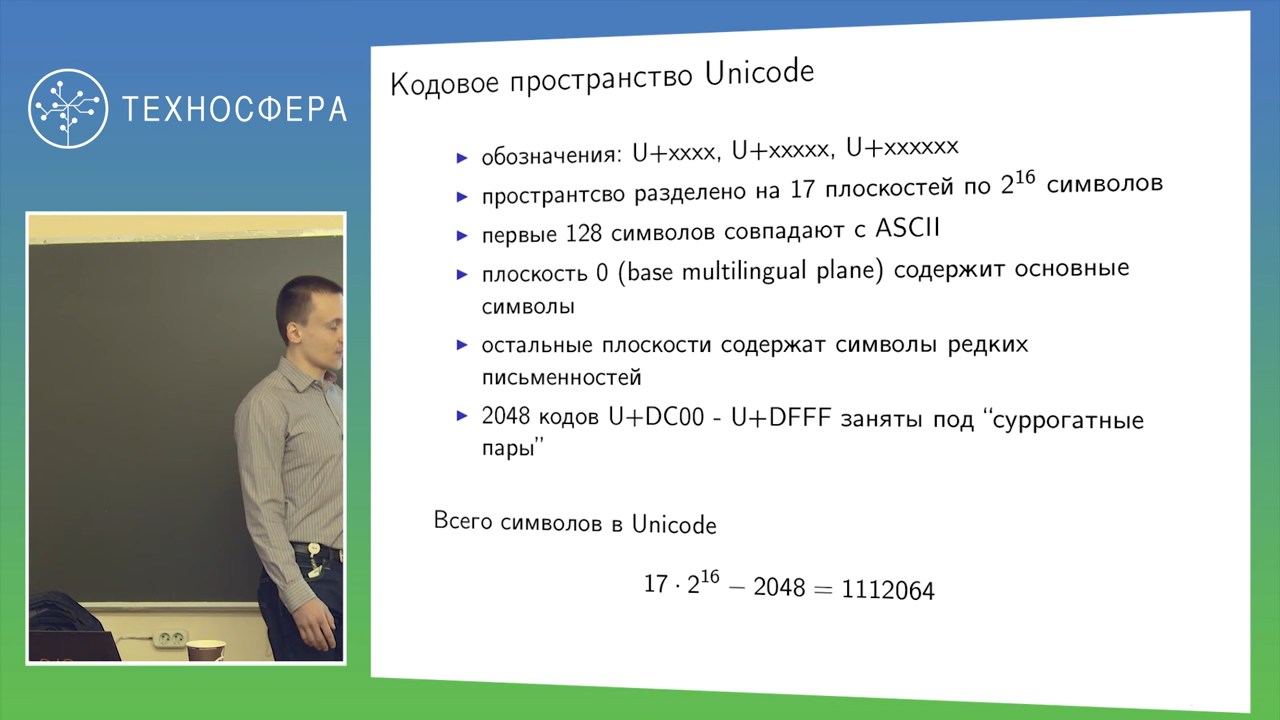 ТЕХНОСФЕРА
Кодовое пространство Unicode
обозначения: U+xxxx, U+xxxxx, U+xxxxxx
пространтсво разделено на 17 плоскостей по 2^16 символов
первые 128 символов совпадают с ASCII
плоскость 0 (base multilingual plane) содержит основные
символы
остальные плоскости содержат символы редких
письменностей
2048 кодов U+DC00 - U+DFFF заняты под “суррогатные
пары”
Всего символов в Unicode
17 · 2^16 − 2048 = 1112064